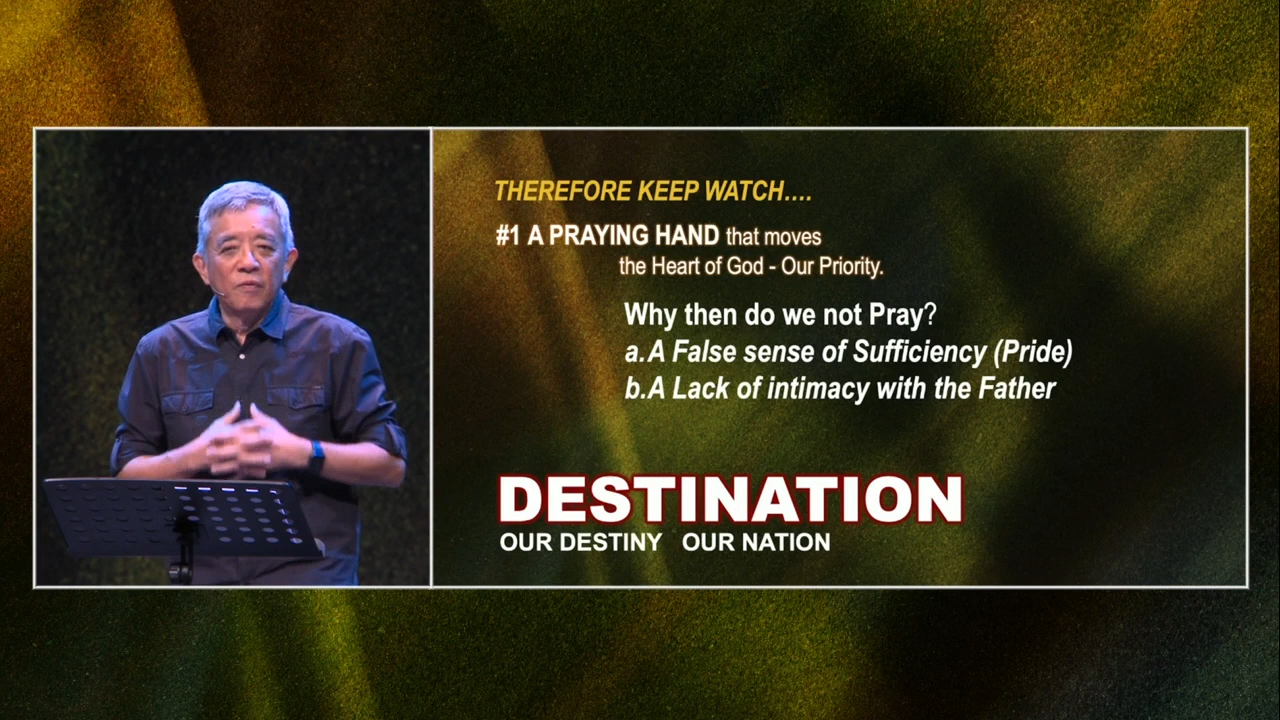 THEREFORE KEEP WATCH....
#1 A PRAYING HAND that moves
the Heart of God - Our Priority.
Why then do we not Pray?
a.A False sense of Sufficiency (Pride)
b.A Lack of intimacy with the Father
DESTINATION
OUR DESTINY OUR NATION